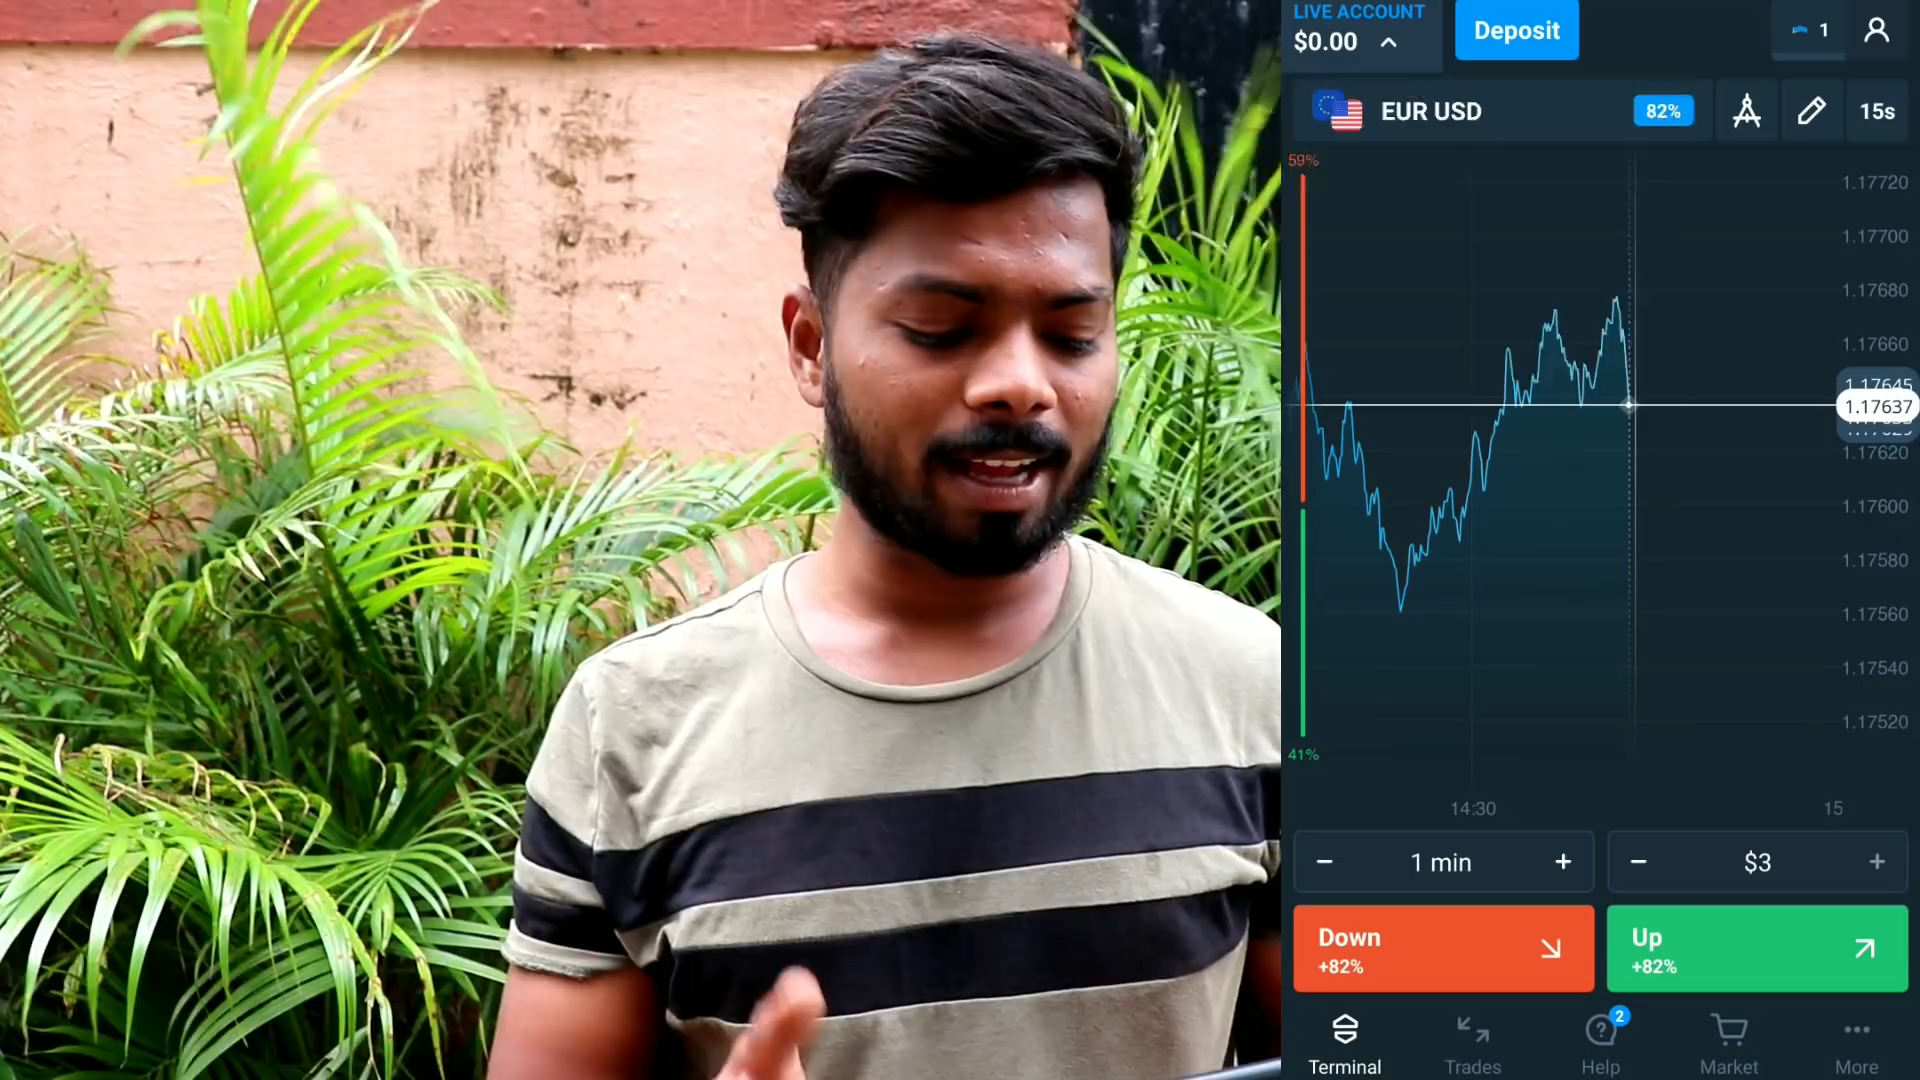 LIVE ACCOUNT
$0.00
Deposit
1
EUR USD
82%
15s
59%
1.17720
1.17700
1.17680
1.17660
1.17645
1.17637
1.17620
1.17600
1.17580
1.17560
1.17540
1.17520
41%
14:30
15
− 1 min +
− $3 +
Down
+82%
Up
+82%
2
Terminal
Trades
Help
Market
More